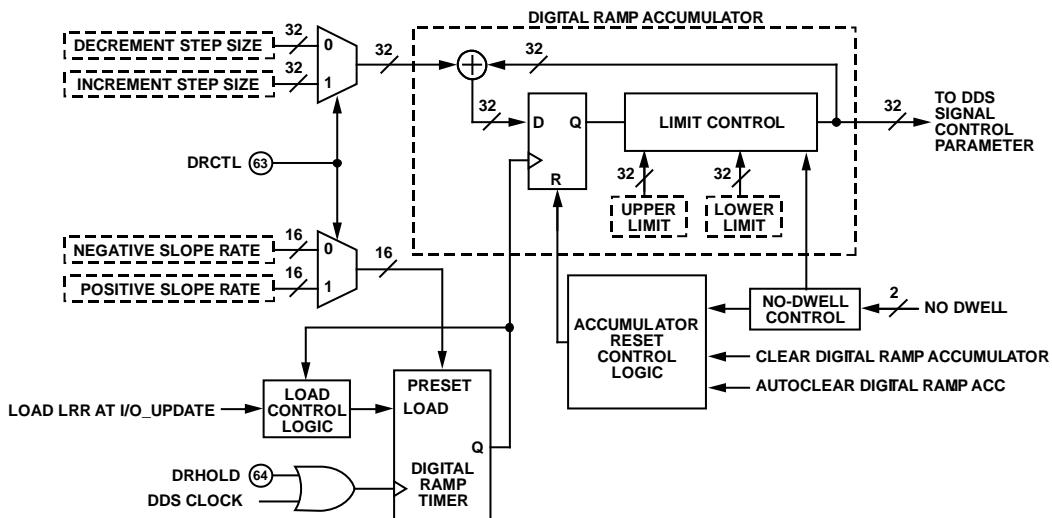 DIGITAL RAMP ACCUMULATOR
DECREMENT STEP SIZE
32
0
INCREMENT STEP SIZE
32
1
32
32
32
D
Q
R
LIMIT CONTROL
32
TO DDS
SIGNAL
CONTROL
PARAMETER
DRCTL
63
32
32
UPPER
LIMIT
LOWER
LIMIT
NEGATIVE SLOPE RATE
16
0
POSITIVE SLOPE RATE
16
1
16
ACCUMULATOR
RESET
CONTROL
LOGIC
NO-DWELL
CONTROL
2
NO DWELL
CLEAR DIGITAL RAMP ACCUMULATOR
AUTOCLEAR DIGITAL RAMP ACC
LOAD LRR AT I/O_UPDATE
LOAD
CONTROL
LOGIC
PRESET
LOAD
Q
DIGITAL
RAMP
TIMER
DRHOLD
64
DDS CLOCK